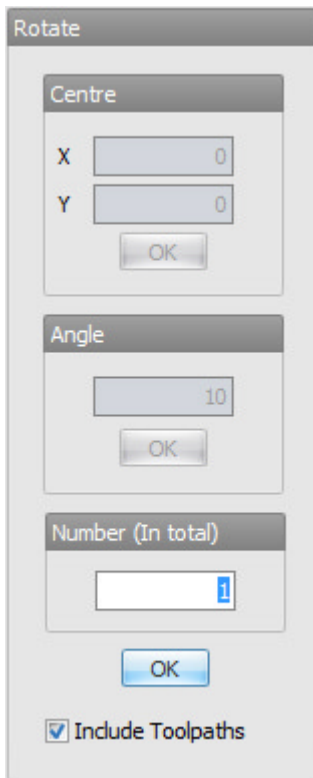 Rotate
Centre
X 0
Y 0
OK
Angle
10
OK
Number (In total)
1
OK
Include Toolpaths